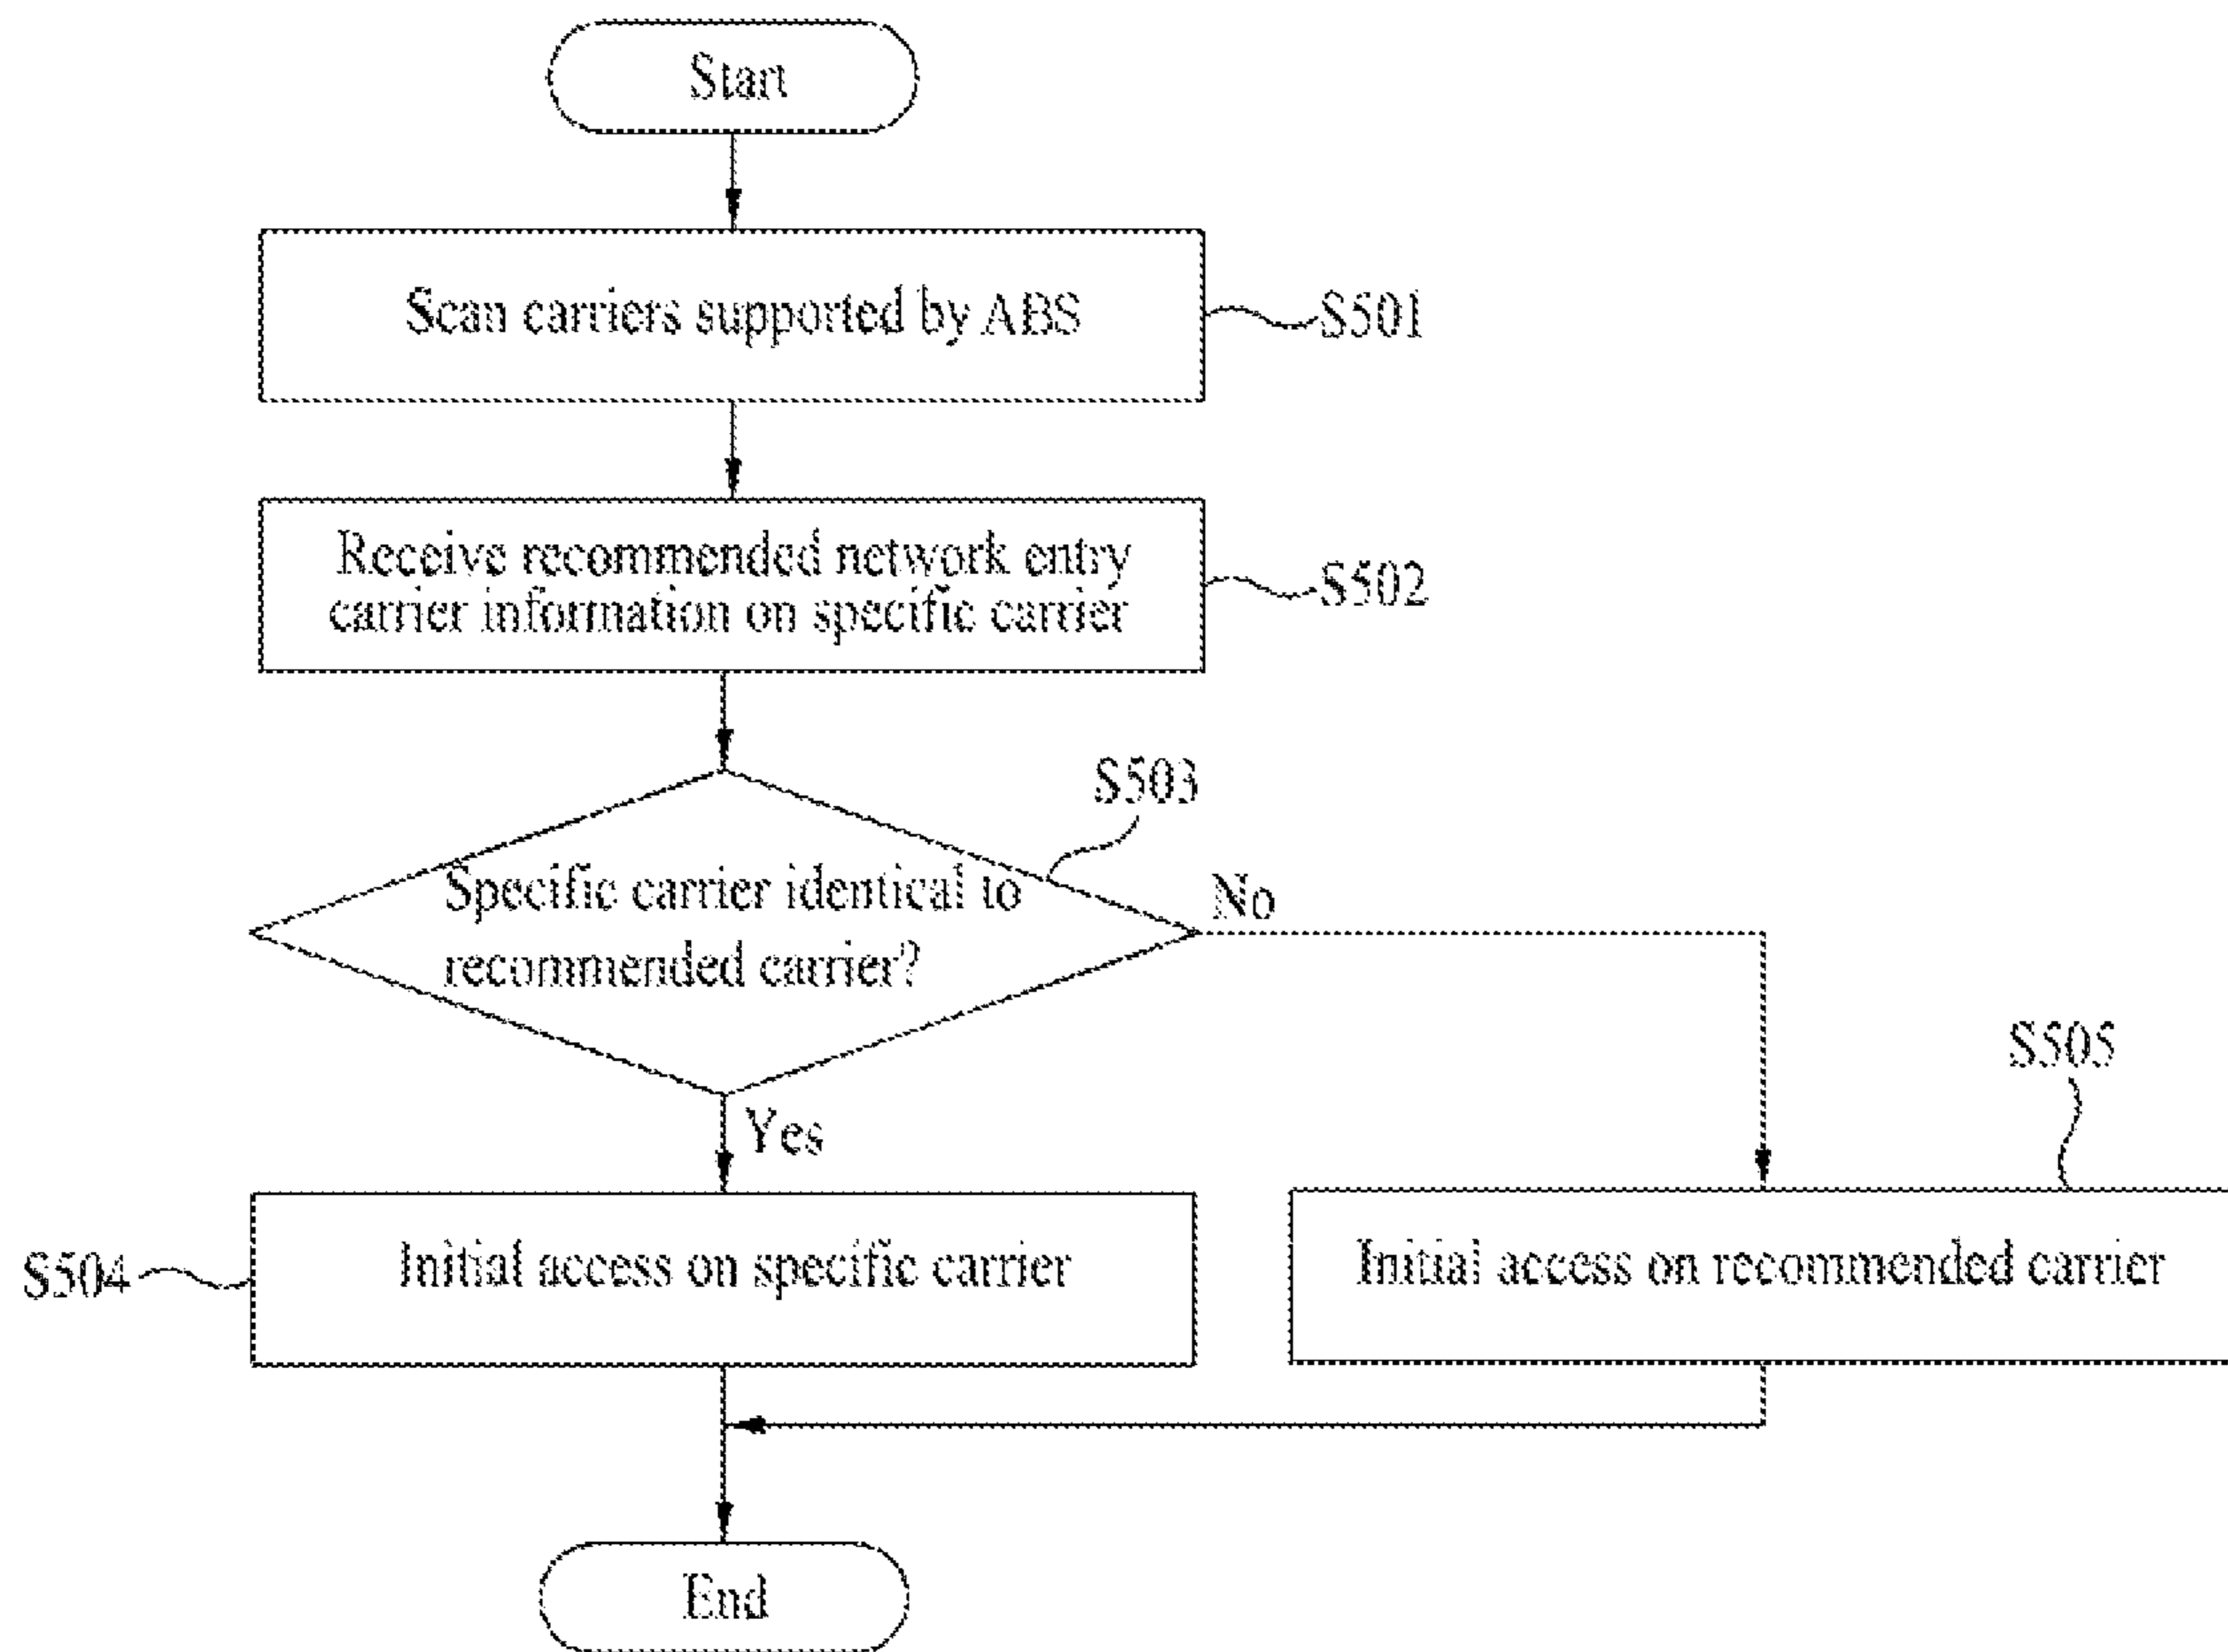 Start
Scan carriers supported by ABS
S501
Receive recommended network entry
carrier information on specific carrier
S502
S503
Specific carrier identical to
recommended carrier?
No
Yes
S505
S504
Initial access on specific carrier
Initial access on recommended carrier
End